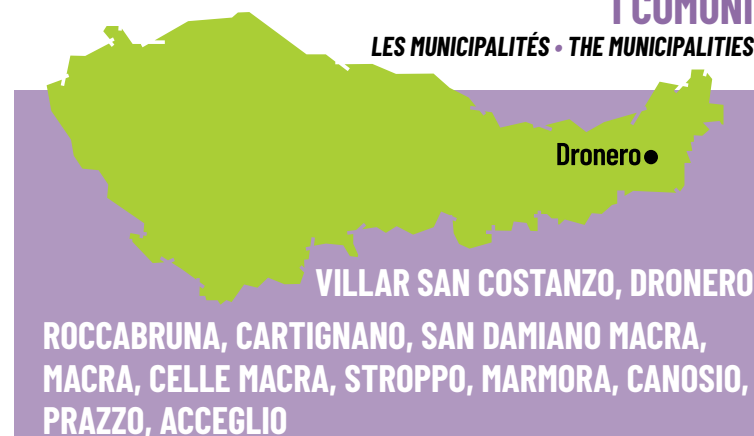 I COMUNI
LES MUNICIPALITÉS • THE MUNICIPALITIES
Dronero
VILLAR SAN COSTANZO, DRONERO
ROCCABRUNA, CARTIGNANO, SAN DAMIANO MACRA,
MACRA, CELLE MACRA, STROPPO, MARMORA, CANOSIO,
PRAZZO, ACCEGLIO